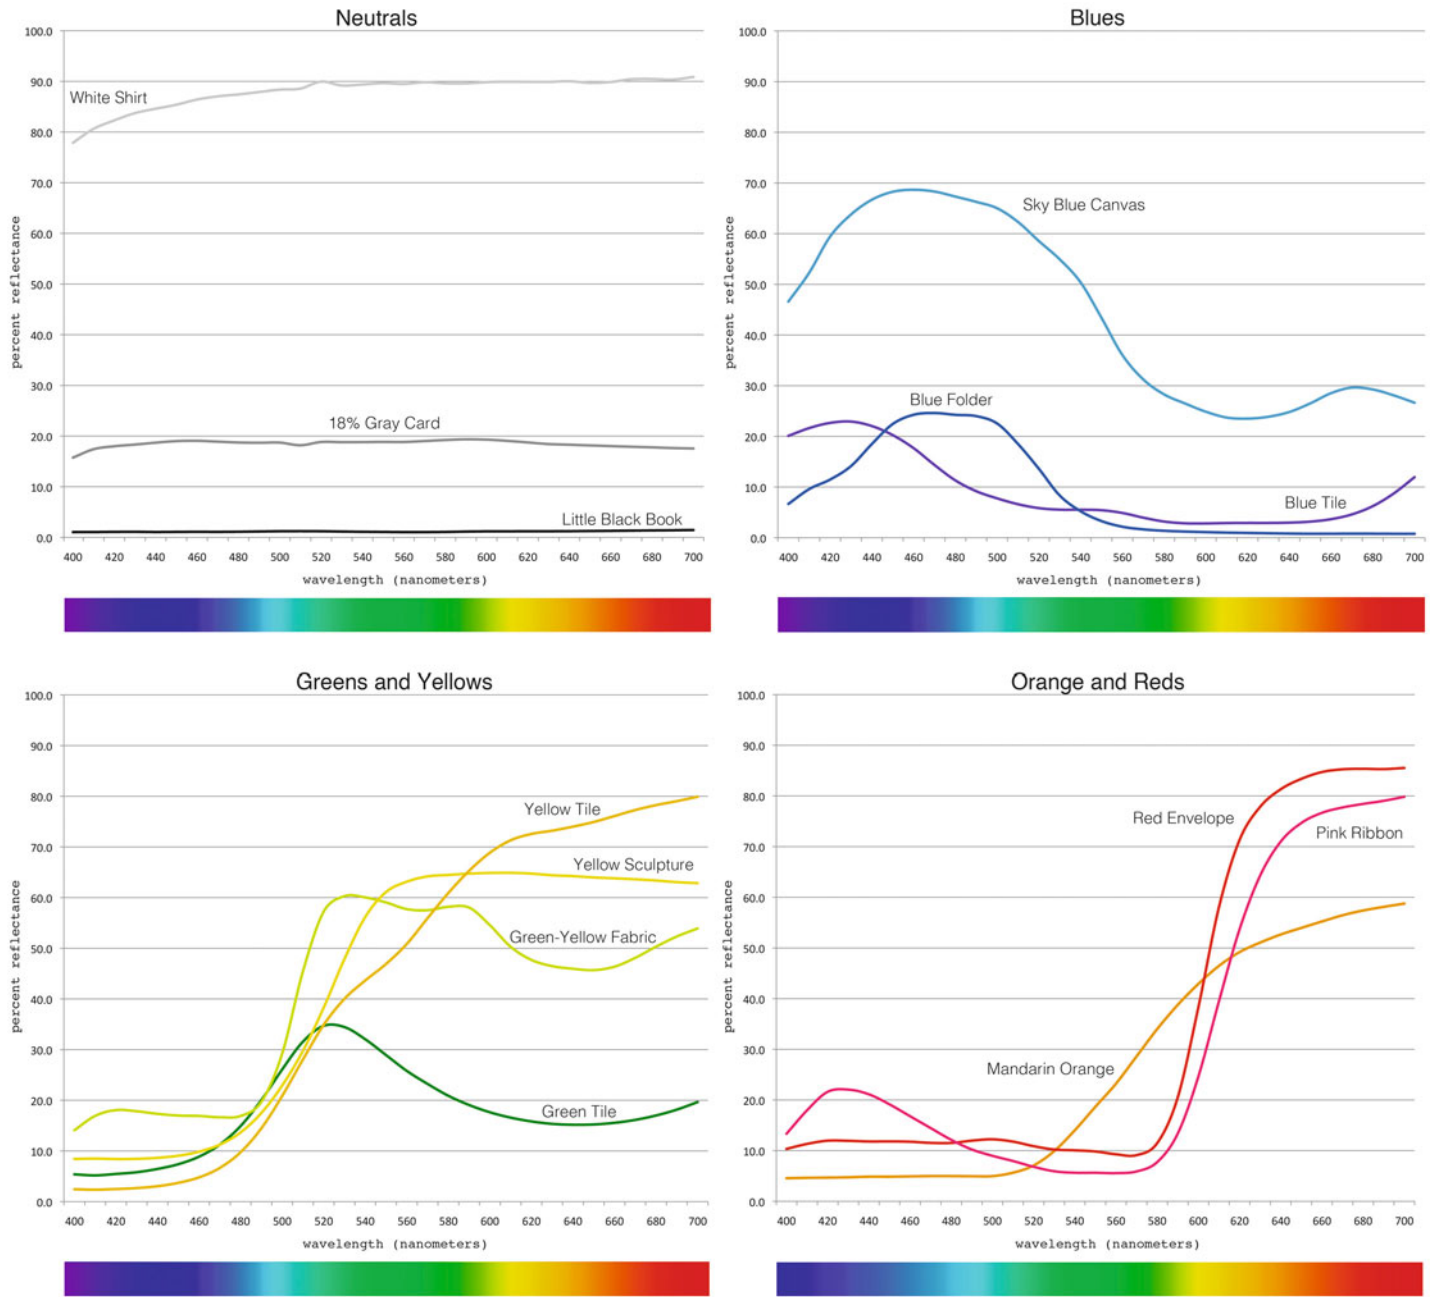 Neutrals
100.0
90.0
80.0
70.0
60.0
50.0
40.0
30.0
20.0
10.0
0.0
percent reflectance
White Shirt
18% Gray Card
Little Black Book
400 420 440 460 480 500 520 540 560 580 600 620 640 660 680 700
wavelength (nanometers)
Blues
100.0
90.0
80.0
70.0
60.0
50.0
40.0
30.0
20.0
10.0
0.0
percent reflectance
Sky Blue Canvas
Blue Folder
Blue Tile
400 420 440 460 480 500 520 540 560 580 600 620 640 660 680 700
wavelength (nanometers)
Greens and Yellows
100.0
90.0
80.0
70.0
60.0
50.0
40.0
30.0
20.0
10.0
0.0
percent reflectance
Yellow Tile
Yellow Sculpture
Green-Yellow Fabric
Green Tile
400 420 440 460 480 500 520 540 560 580 600 620 640 660 680 700
wavelength (nanometers)
Orange and Reds
100.0
90.0
80.0
70.0
60.0
50.0
40.0
30.0
20.0
10.0
0.0
percent reflectance
Red Envelope
Pink Ribbon
Mandarin Orange
400 420 440 460 480 500 520 540 560 580 600 620 640 660 680 700
wavelength (nanometers)